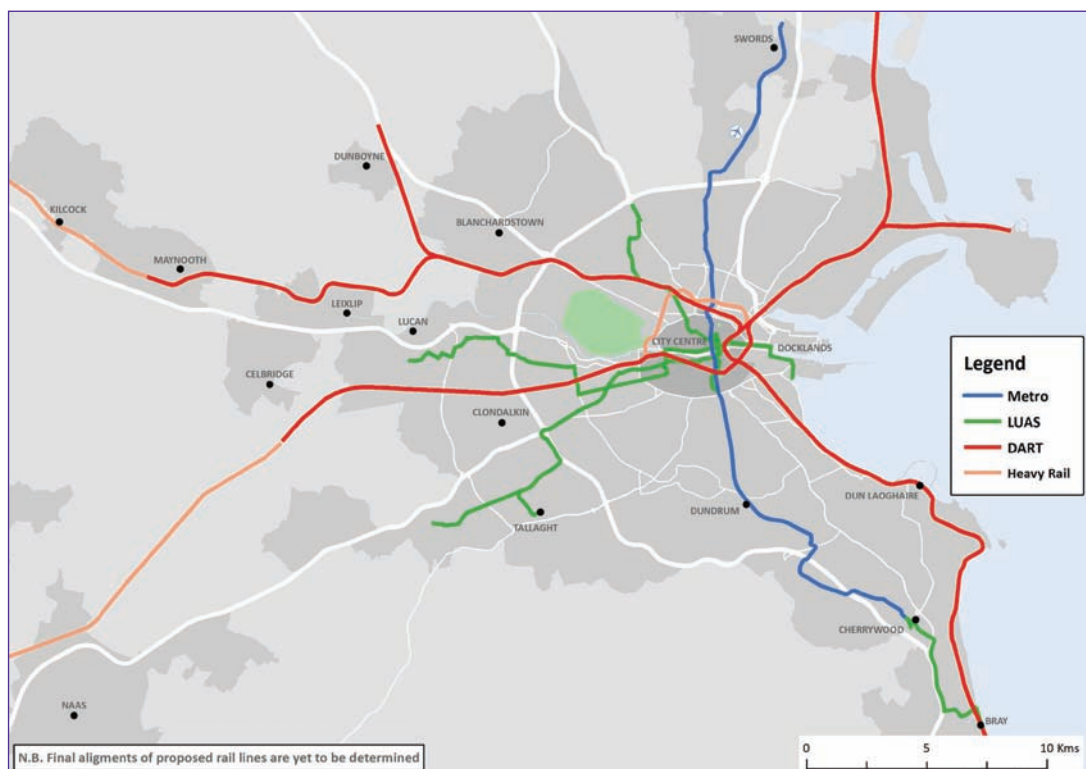 SWORDS
DUNBOYNE
KILCOCK
BLANCHARDSTOWN
MAYNOOTH
LEIXLIP
LUCAN
CITY CENTRE
DOCKLANDS
CELBRIDGE
CLONDALKIN
Legend
Metro
LUAS
DART
Heavy Rail
DUN LAOGHAIRE
DUNDRUM
TALLAGHT
CHERRYWOOD
NAAS
BRAY
N.B. Final aligments of proposed rail lines are yet to be determined
0 5 10 Kms